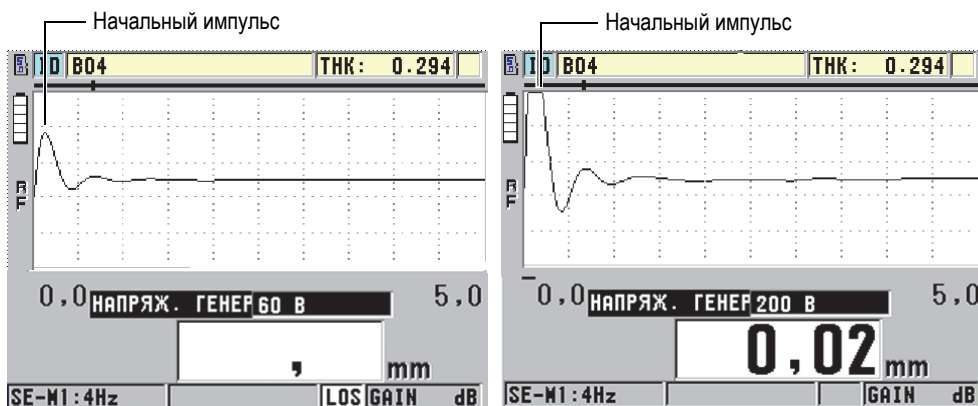 Начальный импульс
ID B04 THK: 0.294
RF
0,0 НАПРЯЖ. ГЕНЕР 60 В 5,0
, mm
SE-M1:4Hz LOS GAIN dB
Начальный импульс
ID B04 THK: 0.294
RF
0,0 НАПРЯЖ. ГЕНЕР 200 В 5,0
0,02 mm
SE-M1:4Hz GAIN dB